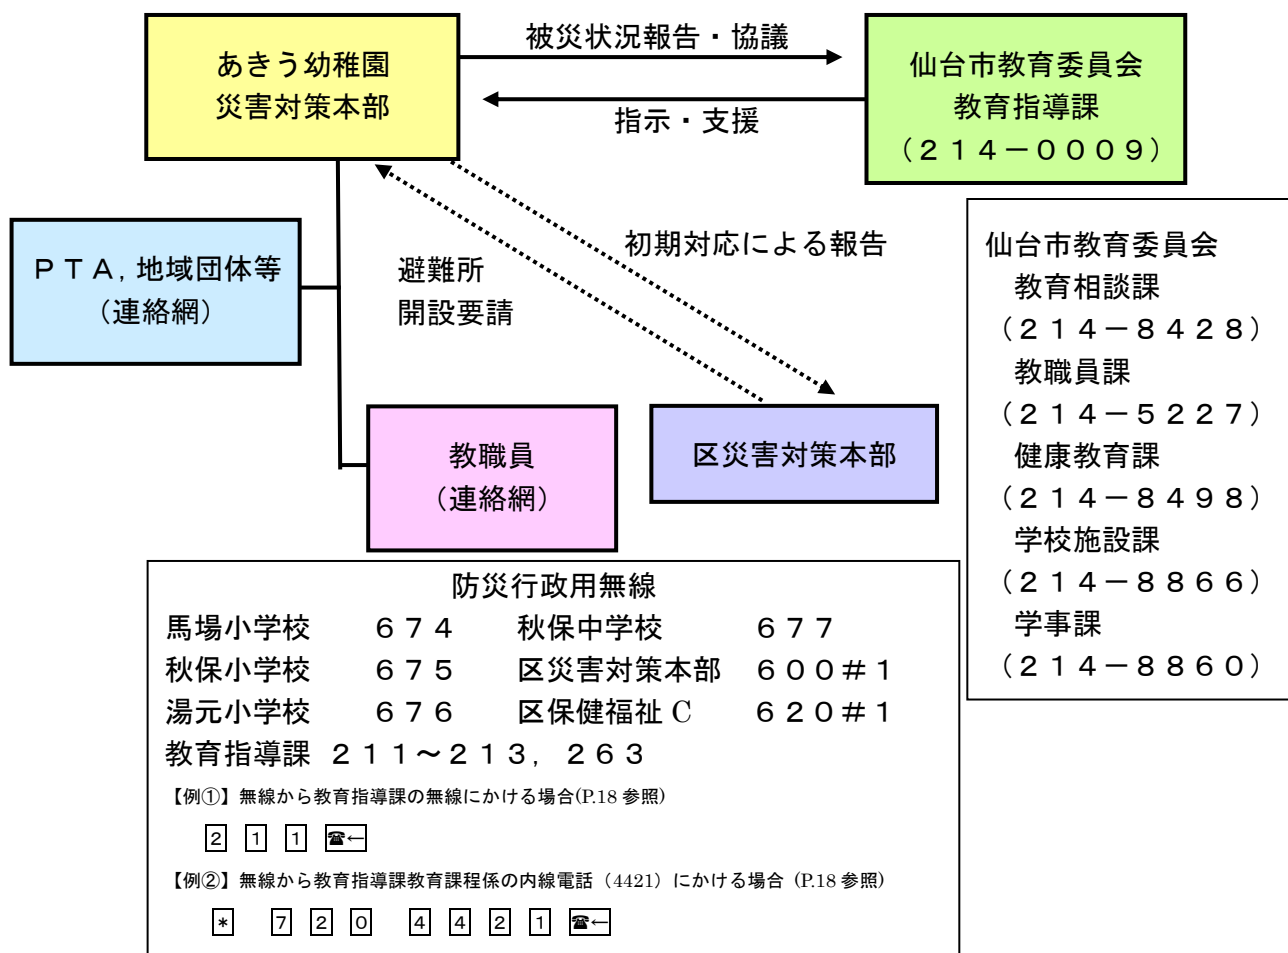 あきう幼稚園
災害対策本部
被災状況報告・協議
指示・支援
仙台市教育委員会
教育指導課
（２１４－０００９）
ＰＴＡ，地域団体等
（連絡網）
避難所
開設要請
初期対応による報告
教職員
（連絡網）
区災害対策本部
仙台市教育委員会
教育相談課
（２１４－８４２８）
教職員課
（２１４－５２２７）
健康教育課
（２１４－８４９８）
学校施設課
（２１４－８８６６）
学事課
（２１４－８８６０）
防災行政用無線
馬場小学校 ６７４ 秋保中学校 ６７７
秋保小学校 ６７５ 区災害対策本部 ６００＃１
湯元小学校 ６７６ 区保健福祉 C ６２０＃１
教育指導課 ２１１～２１３，２６３
【例①】無線から教育指導課の無線にかける場合(P.18 参照)
2 1 1 ☎←
【例②】無線から教育指導課教育課程係の内線電話（4421）にかける場合 (P.18 参照)
* 7 2 0 4 4 2 1 ☎←